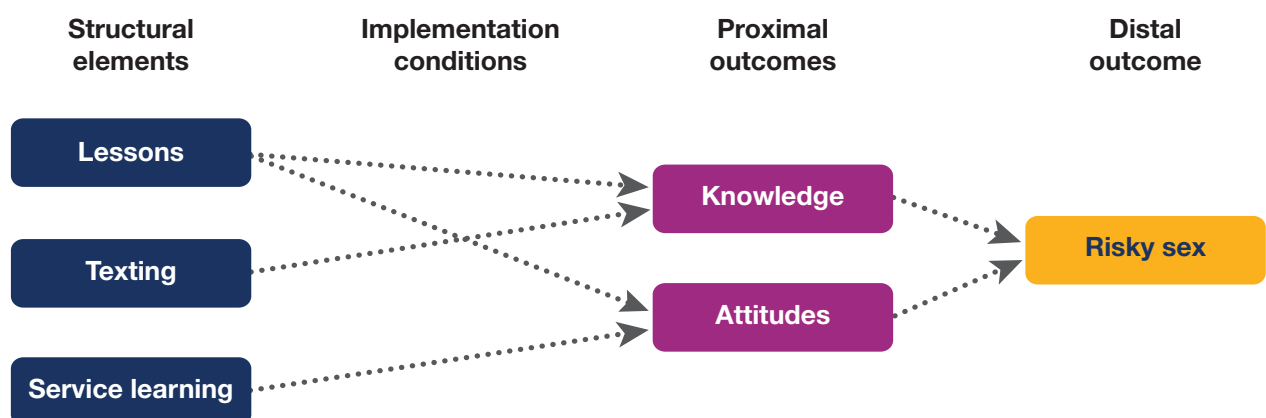 Structural
elements
Implementation
conditions
Proximal
outcomes
Distal
outcome
Lessons
Texting
Service learning
Knowledge
Attitudes
Risky sex